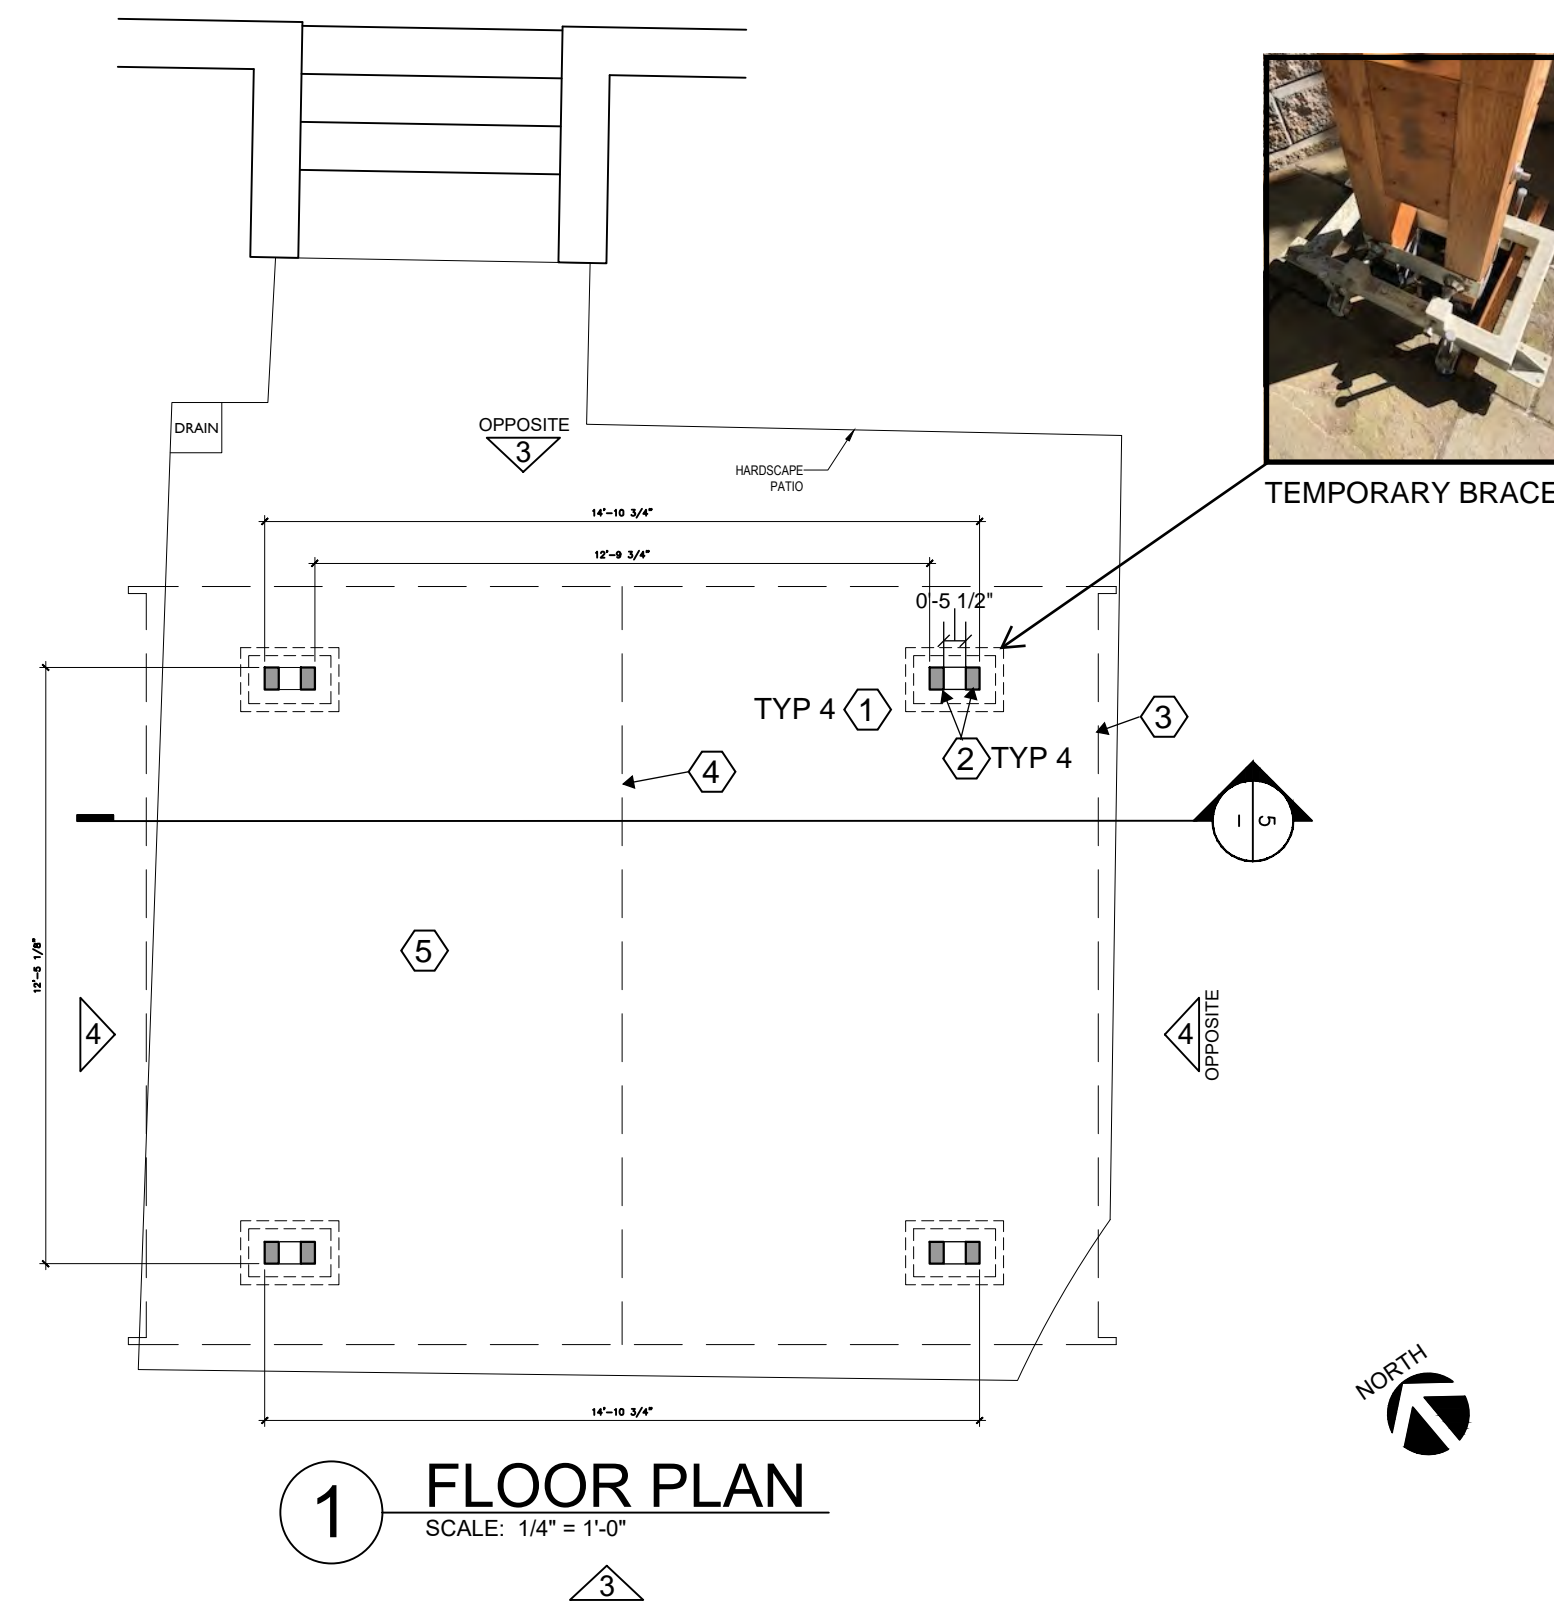 DRAIN
OPPOSITE
3
HARDSCAPE
PATIO
TEMPORARY BRACE
14'-10 3/4"
12'-9 3/4"
0'-5 1/2"
TYP 4 1
2 TYP 4
3
4
5
–
12'-5 1/8"
5
4
4
OPPOSITE
14'-10 3/4"
NORTH
1
FLOOR PLAN
SCALE: 1/4" = 1'-0"
3